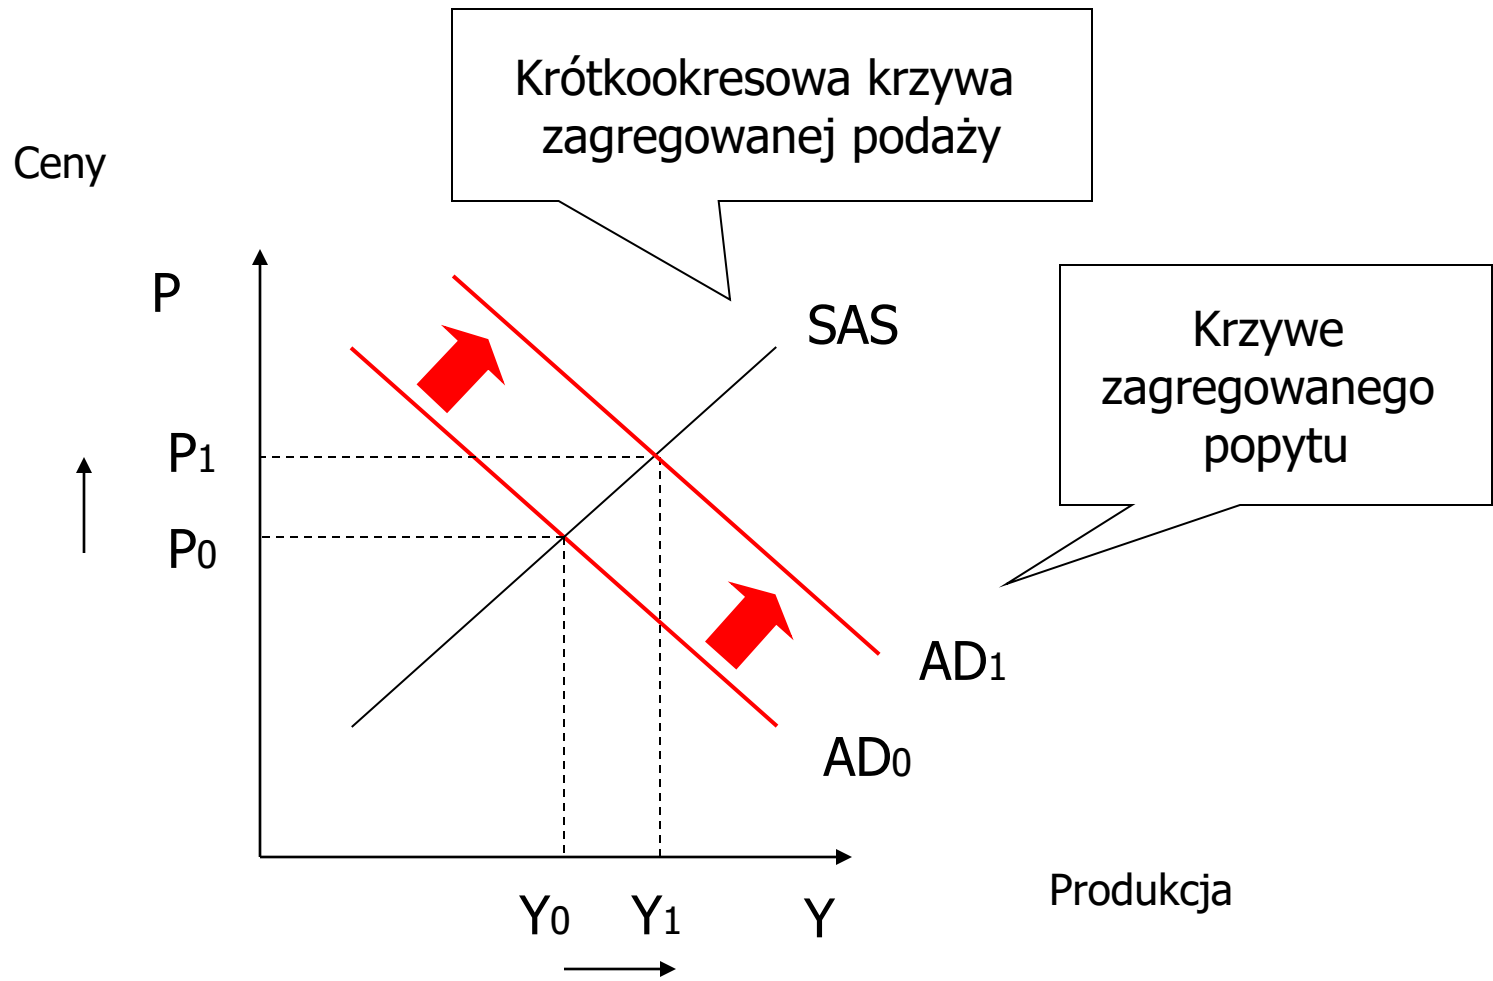 Krótkookresowa krzywa
zagregowanej podaży
Ceny
P
SAS
Krzywe
zagregowanego
popytu
P1
P0
AD1
AD0
Produkcja
Y0 Y1 Y